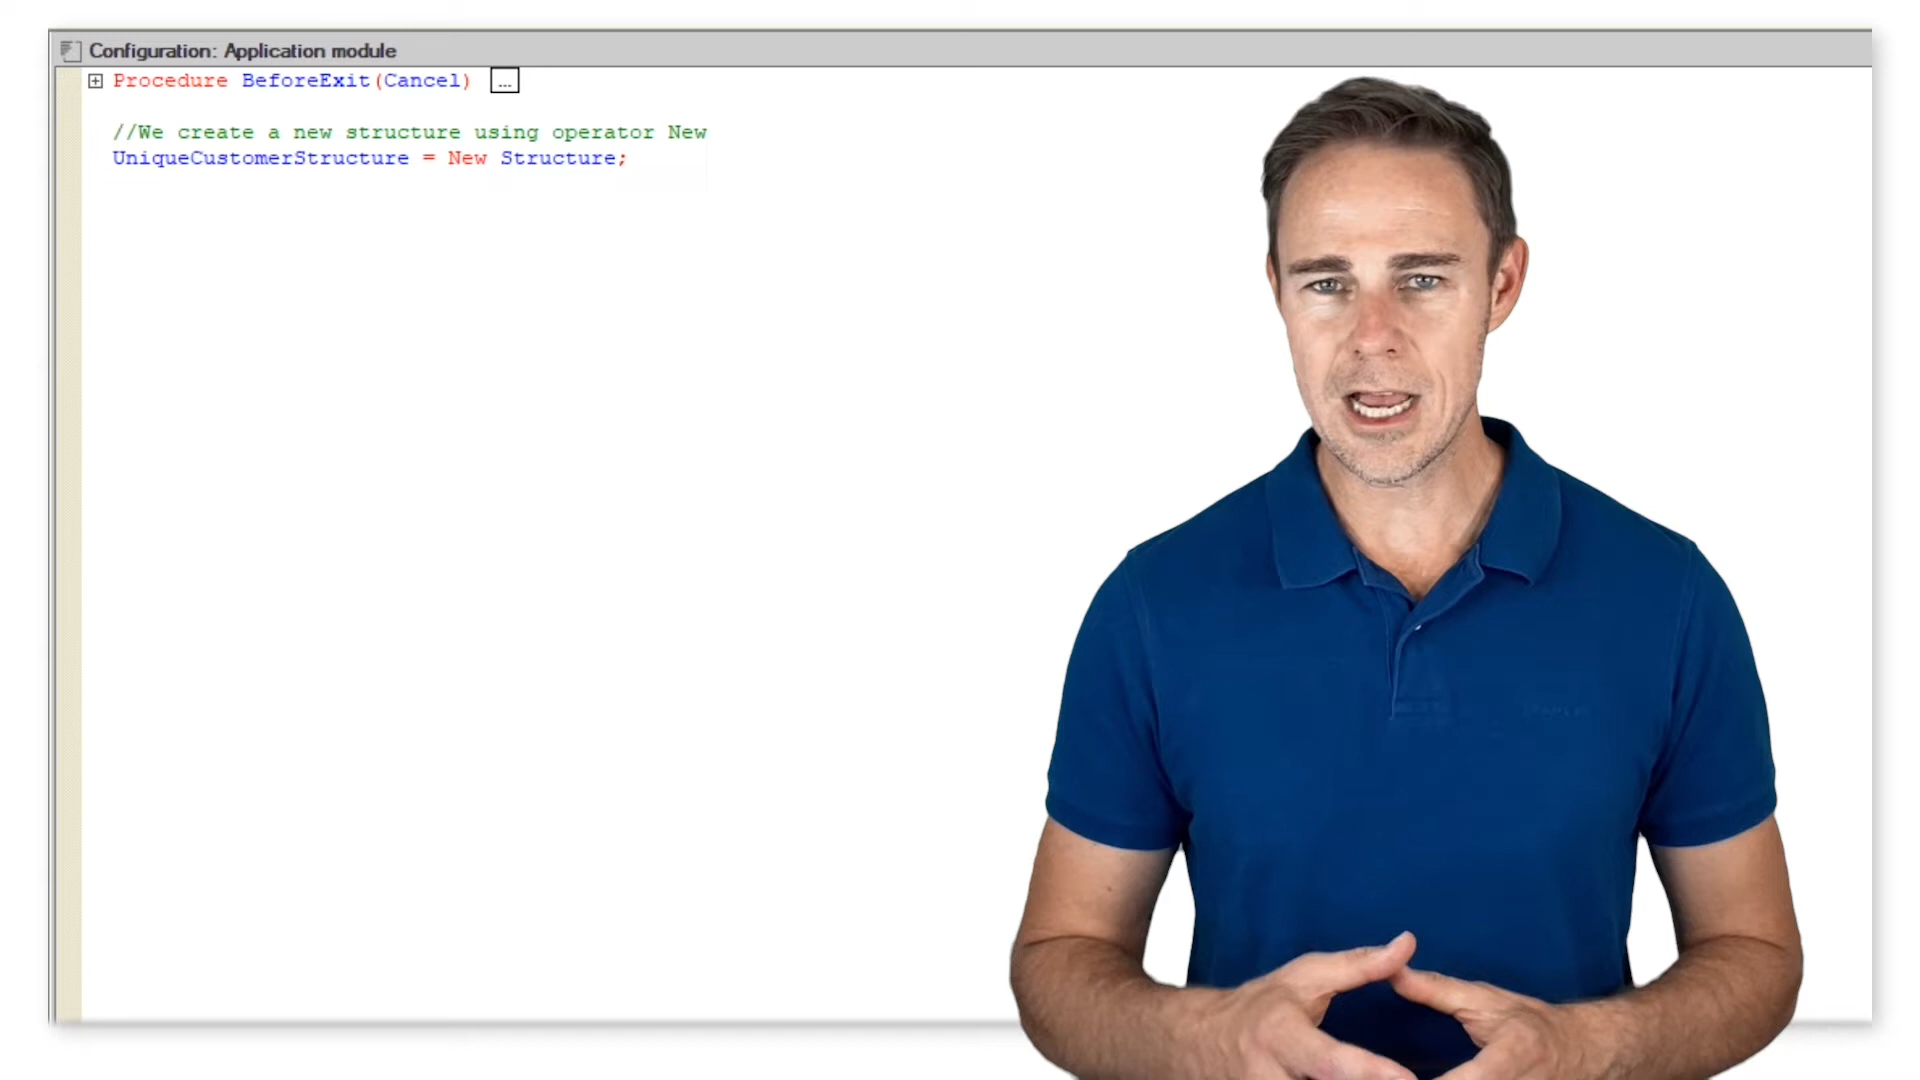 Configuration: Application module
Procedure BeforeExit(Cancel) ...
//We create a new structure using operator New
UniqueCustomerStructure = New Structure;